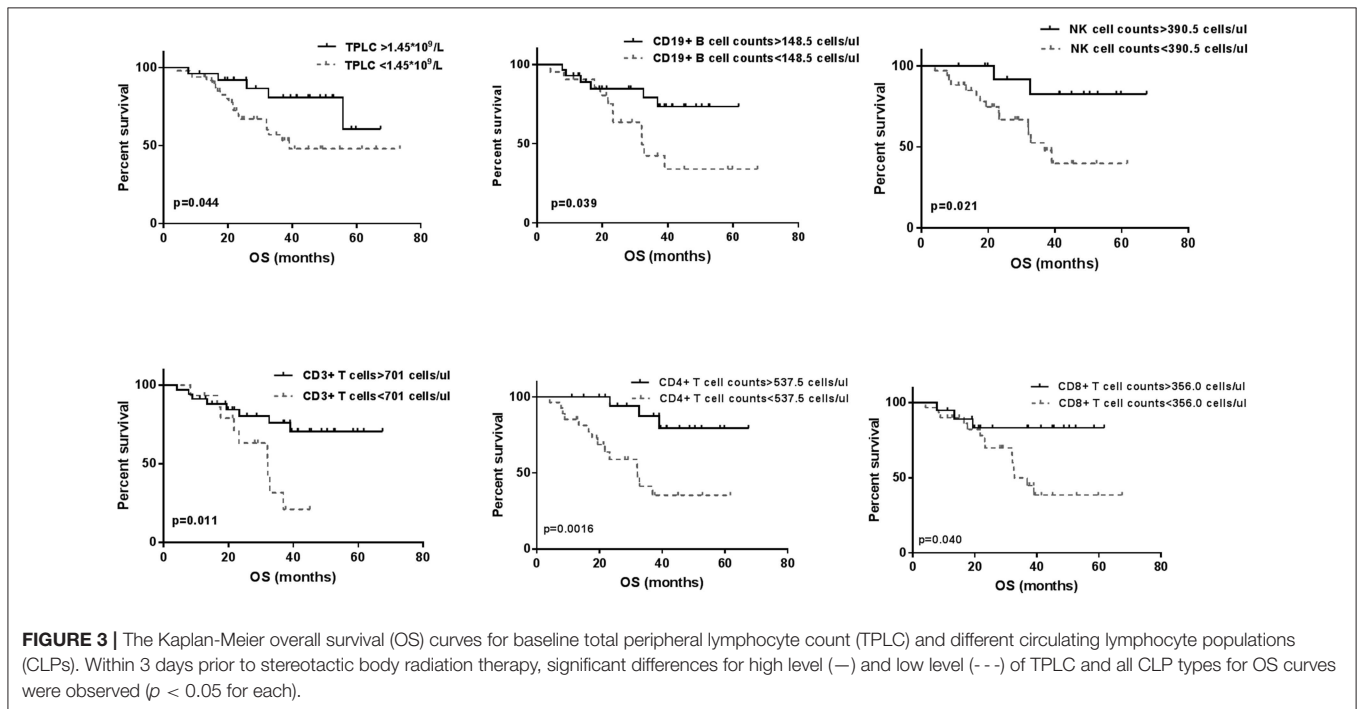 TPLC >1.45*10⁹/L
TPLC <1.45*10⁹/L
Percent survival
100
50
0
p=0.044
0 20 40 60 80
OS (months)
CD19+ B cell counts>148.5 cells/ul
CD19+ B cell counts<148.5 cells/ul
Percent survival
100
50
0
p=0.039
0 20 40 60 80
OS (months)
NK cell counts>390.5 cells/ul
NK cell counts<390.5 cells/ul
Percent survival
100
50
0
p=0.021
0 20 40 60 80
OS (months)
CD3+ T cells>701 cells/ul
CD3+ T cells<701 cells/ul
Percent survival
100
50
0
p=0.011
0 20 40 60 80
OS (months)
CD4+ T cell counts>537.5 cells/ul
CD4+ T cell counts<537.5 cells/ul
Percent survival
100
50
0
p=0.0016
0 20 40 60 80
OS (months)
CD8+ T cell counts>356.0 cells/ul
CD8+ T cell counts<356.0 cells/ul
Percent survival
100
50
0
p=0.040
0 20 40 60 80
OS (months)
FIGURE 3 | The Kaplan-Meier overall survival (OS) curves for baseline total peripheral lymphocyte count (TPLC) and different circulating lymphocyte populations
(CLPs). Within 3 days prior to stereotactic body radiation therapy, significant differences for high level (—) and low level (- - -) of TPLC and all CLP types for OS curves
were observed (p < 0.05 for each).